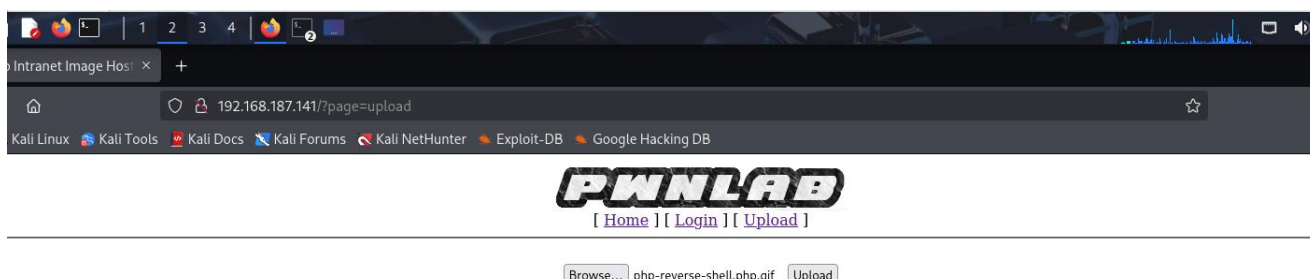 1 2 3 4 2
Intranet Image Hos
192.168.187.141/?page=upload
Kali Linux Kali Tools Kali Docs Kali Forums Kali NetHunter Exploit-DB Google Hacking DB
PWNLAB
[ Home ] [ Login ] [ Upload ]
Browse... php-reverse-shell.php.gif Upload